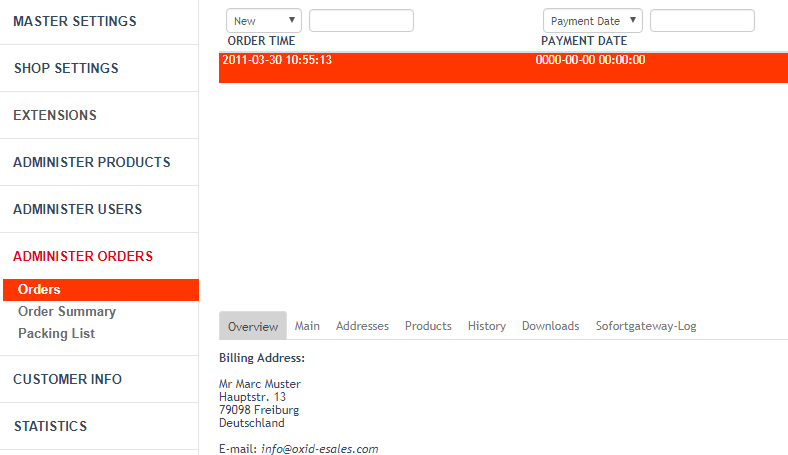 MASTER SETTINGS
SHOP SETTINGS
EXTENSIONS
ADMINISTER PRODUCTS
ADMINISTER USERS
ADMINISTER ORDERS
Orders
Order Summary
Packing List
CUSTOMER INFO
STATISTICS
New Payment Date
ORDER TIME PAYMENT DATE
2011-03-30 10:55:13 0000-00-00 00:00:00
Overview Main Addresses Products History Downloads Sofortgateway-Log
Billing Address:
Mr Marc Muster
Hauptstr. 13
79098 Freiburg
Deutschland
E-mail: info@oxid-esales.com